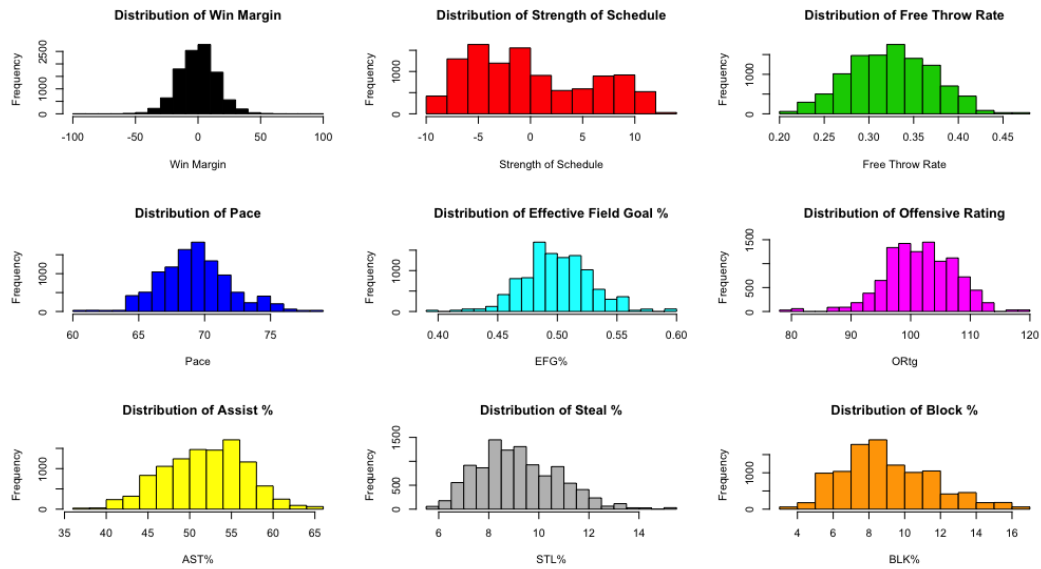 Distribution of Win Margin
Frequency
0 1000 2500
-100 -50 0 50 100
Win Margin
Distribution of Strength of Schedule
Frequency
0 1000
-10 -5 0 5 10
Strength of Schedule
Distribution of Free Throw Rate
Frequency
0 1000
0.20 0.25 0.30 0.35 0.40 0.45
Free Throw Rate
Distribution of Pace
Frequency
0 1000
60 65 70 75
Pace
Distribution of Effective Field Goal %
Frequency
0 1000
0.40 0.45 0.50 0.55 0.60
EFG%
Distribution of Offensive Rating
Frequency
0 500 1500
80 90 100 110 120
ORtg
Distribution of Assist %
Frequency
0 1000
35 40 45 50 55 60 65
AST%
Distribution of Steal %
Frequency
0 500 1500
6 8 10 12 14
STL%
Distribution of Block %
Frequency
0 1000
4 6 8 10 12 14 16
BLK%